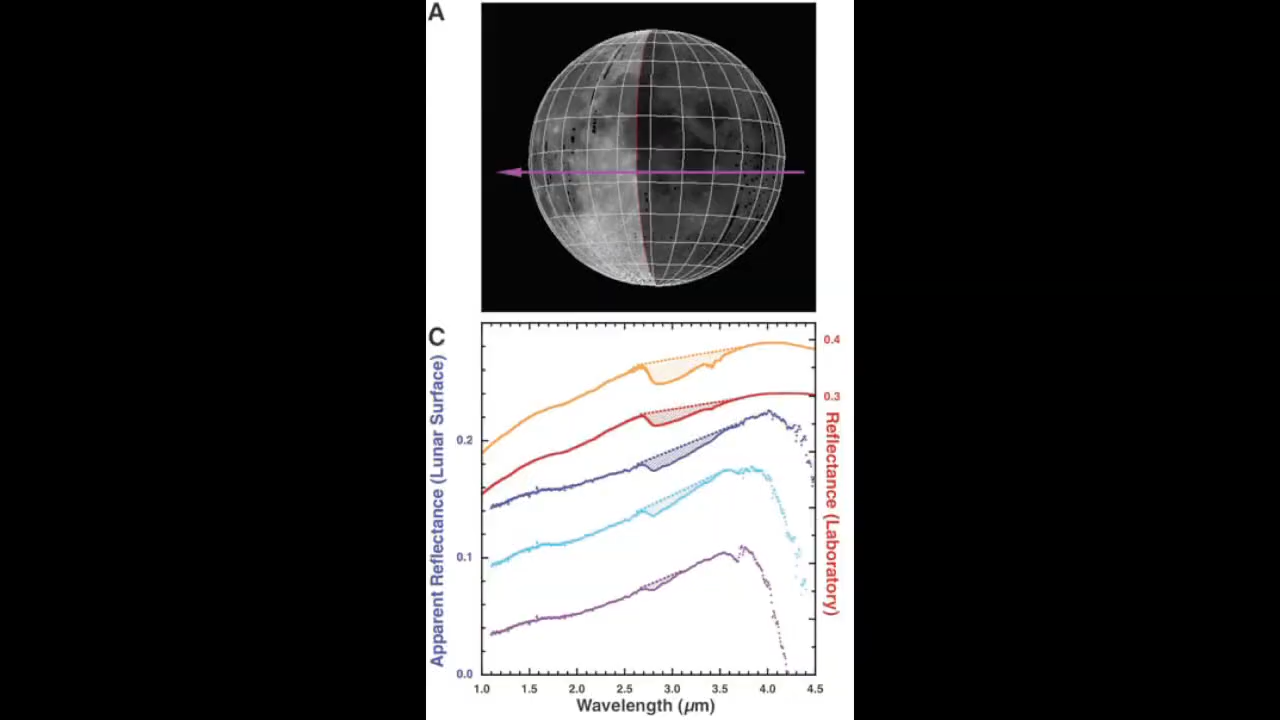 A
C
Apparent Reflectance (Lunar Surface)
0.2
0.1
0.0
0.4
0.3
Reflectance (Laboratory)
1.0 1.5 2.0 2.5 3.0 3.5 4.0 4.5
Wavelength (μm)